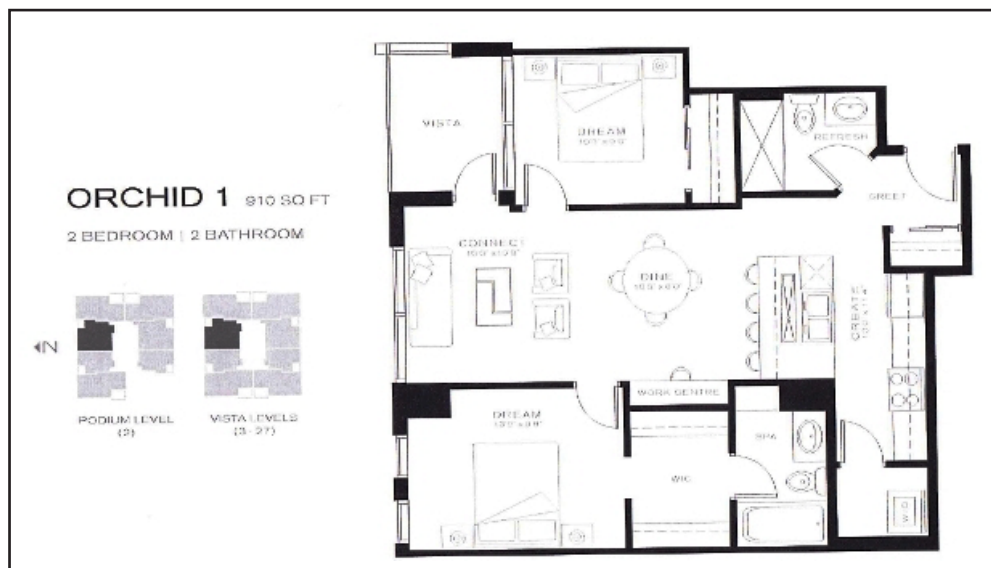 ORCHID 1 910 SQ FT
2 BEDROOM | 2 BATHROOM
N
PODIUM LEVEL
(2)
VISTA LEVELS
(3-27)
VISTA
DREAM
REFRESH
GREET
CONNECT
DINE
CREATE
WORK CENTRE
DREAM
SPA
WIC
W/D